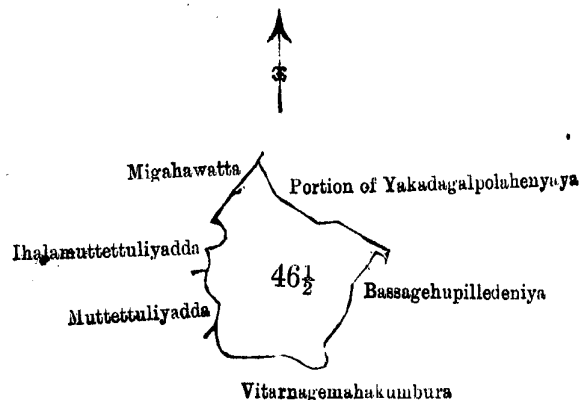 Migahawatta
Portion of Yakadagalpolahenyaya
Ihalamuttettuliyadda
46½
Bassagehupilledeniya
Muttettuliyadda
Vitarnagemahakumbura